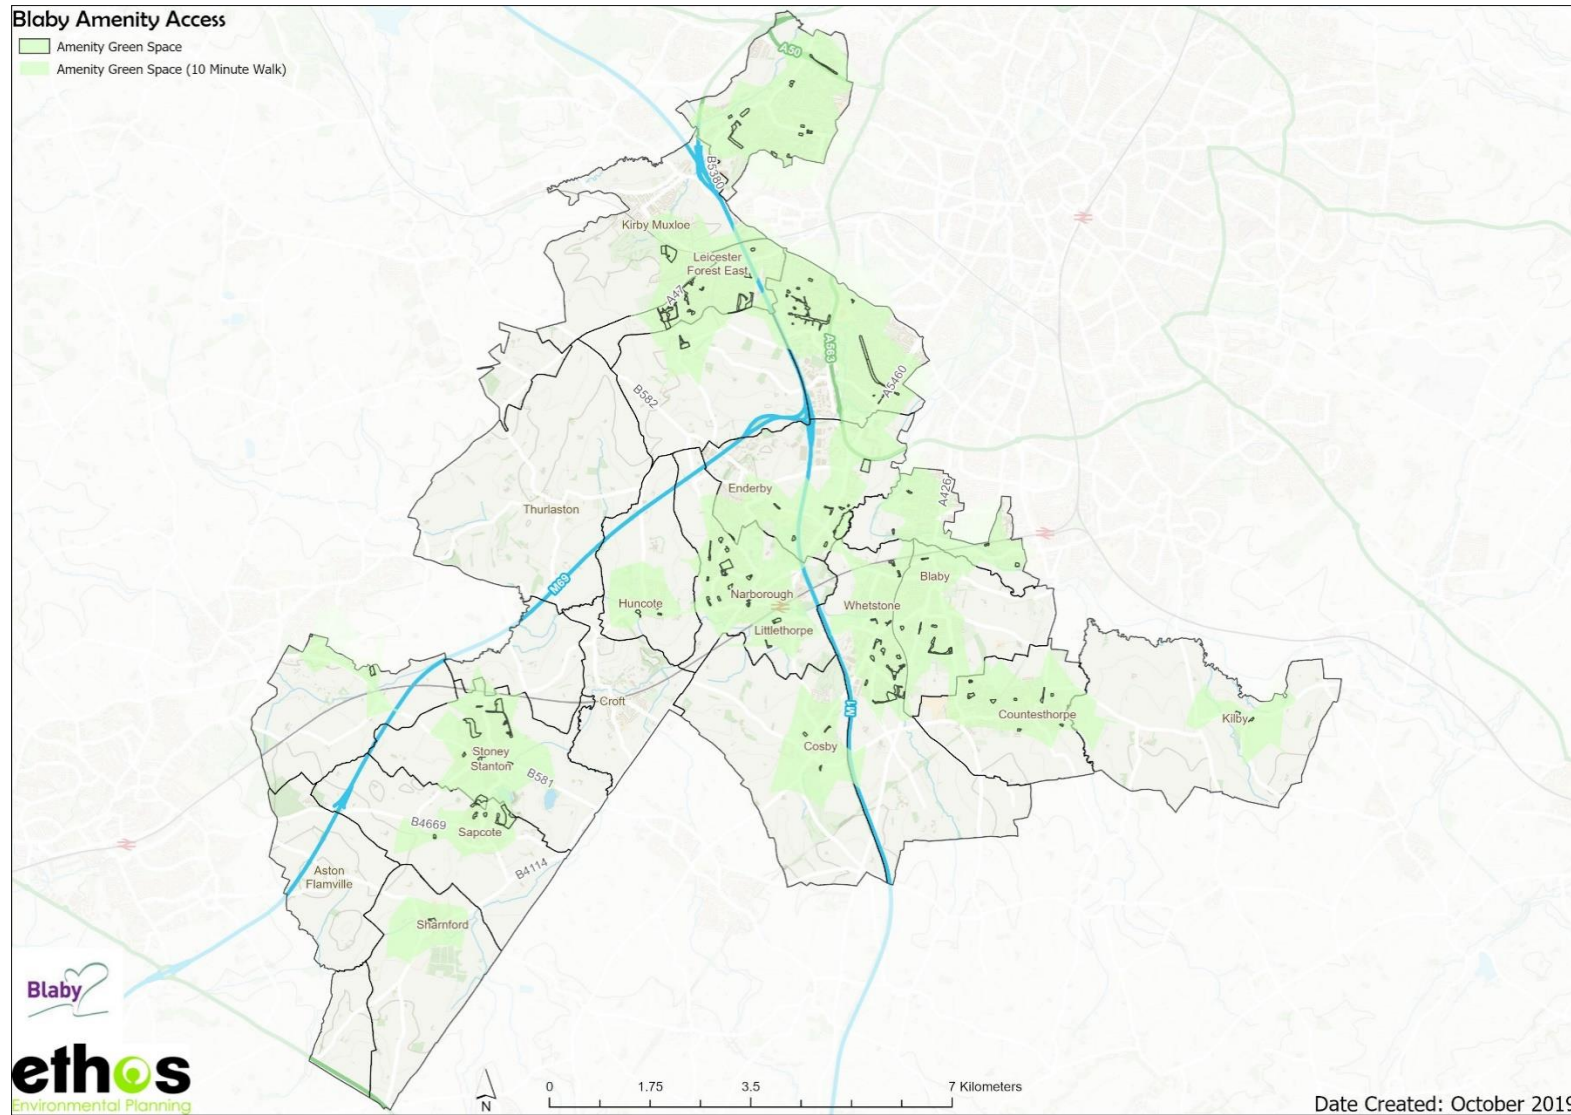 Blaby Amenity Access
Amenity Green Space
Amenity Green Space (10 Minute Walk)
A50
B5380
Kirby Muxloe
Leicester
Forest East
A47
A563
A5460
B582
Enderby
A426
Thurlaston
M69
Huncote
Narborough
Littlethorpe
Blaby
Whetstone
Croft
M1
Countesthorpe
Kilby
Cosby
Stoney
Stanton
B581
B4669
Sapcote
B4114
Aston
Flamville
Sharnford
Blaby
ethos
Environmental Planning
N
0 1.75 3.5 7 Kilometers
Date Created: October 2019